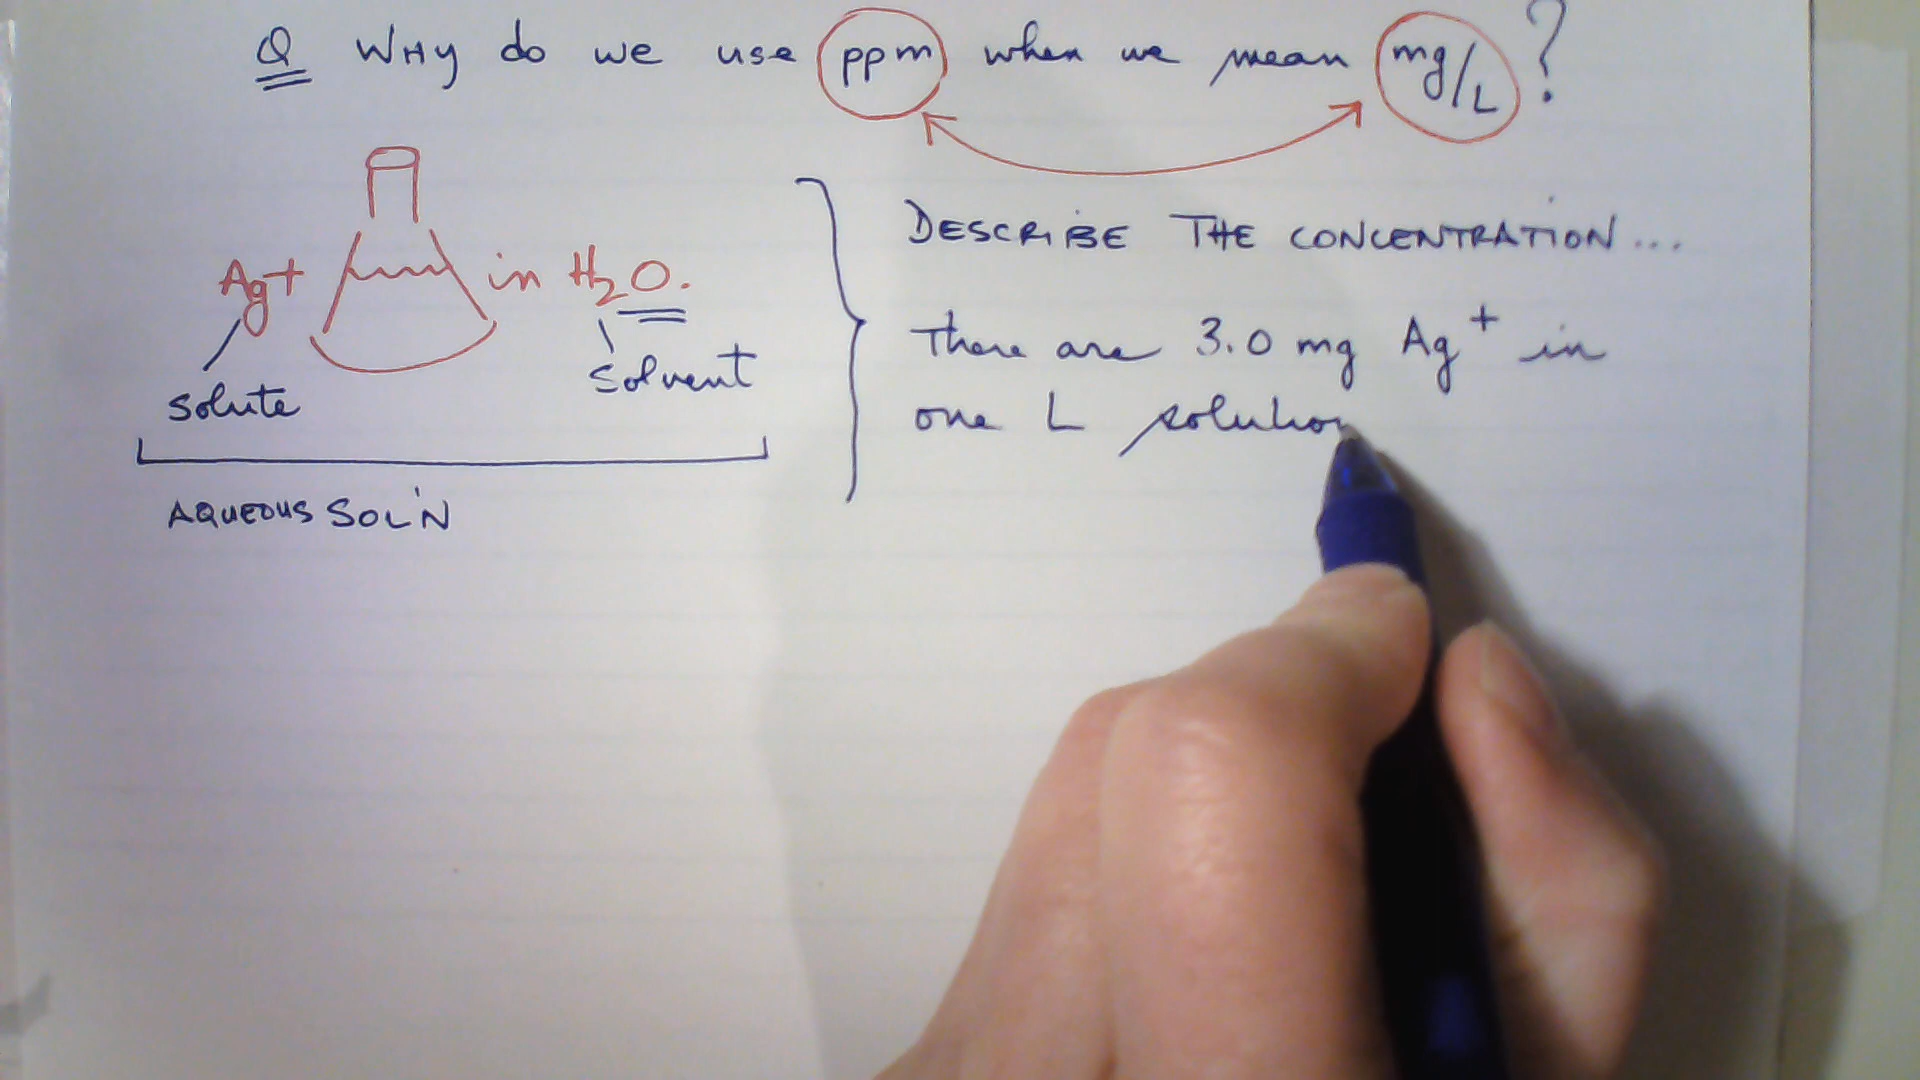 Q Why do we use ppm when we mean mg/L?
Ag+ in H2O.
solute
solvent
AQUEOUS SOL'N
DESCRIBE THE CONCENTRATION...
There are 3.0 mg Ag+ in
one L solution